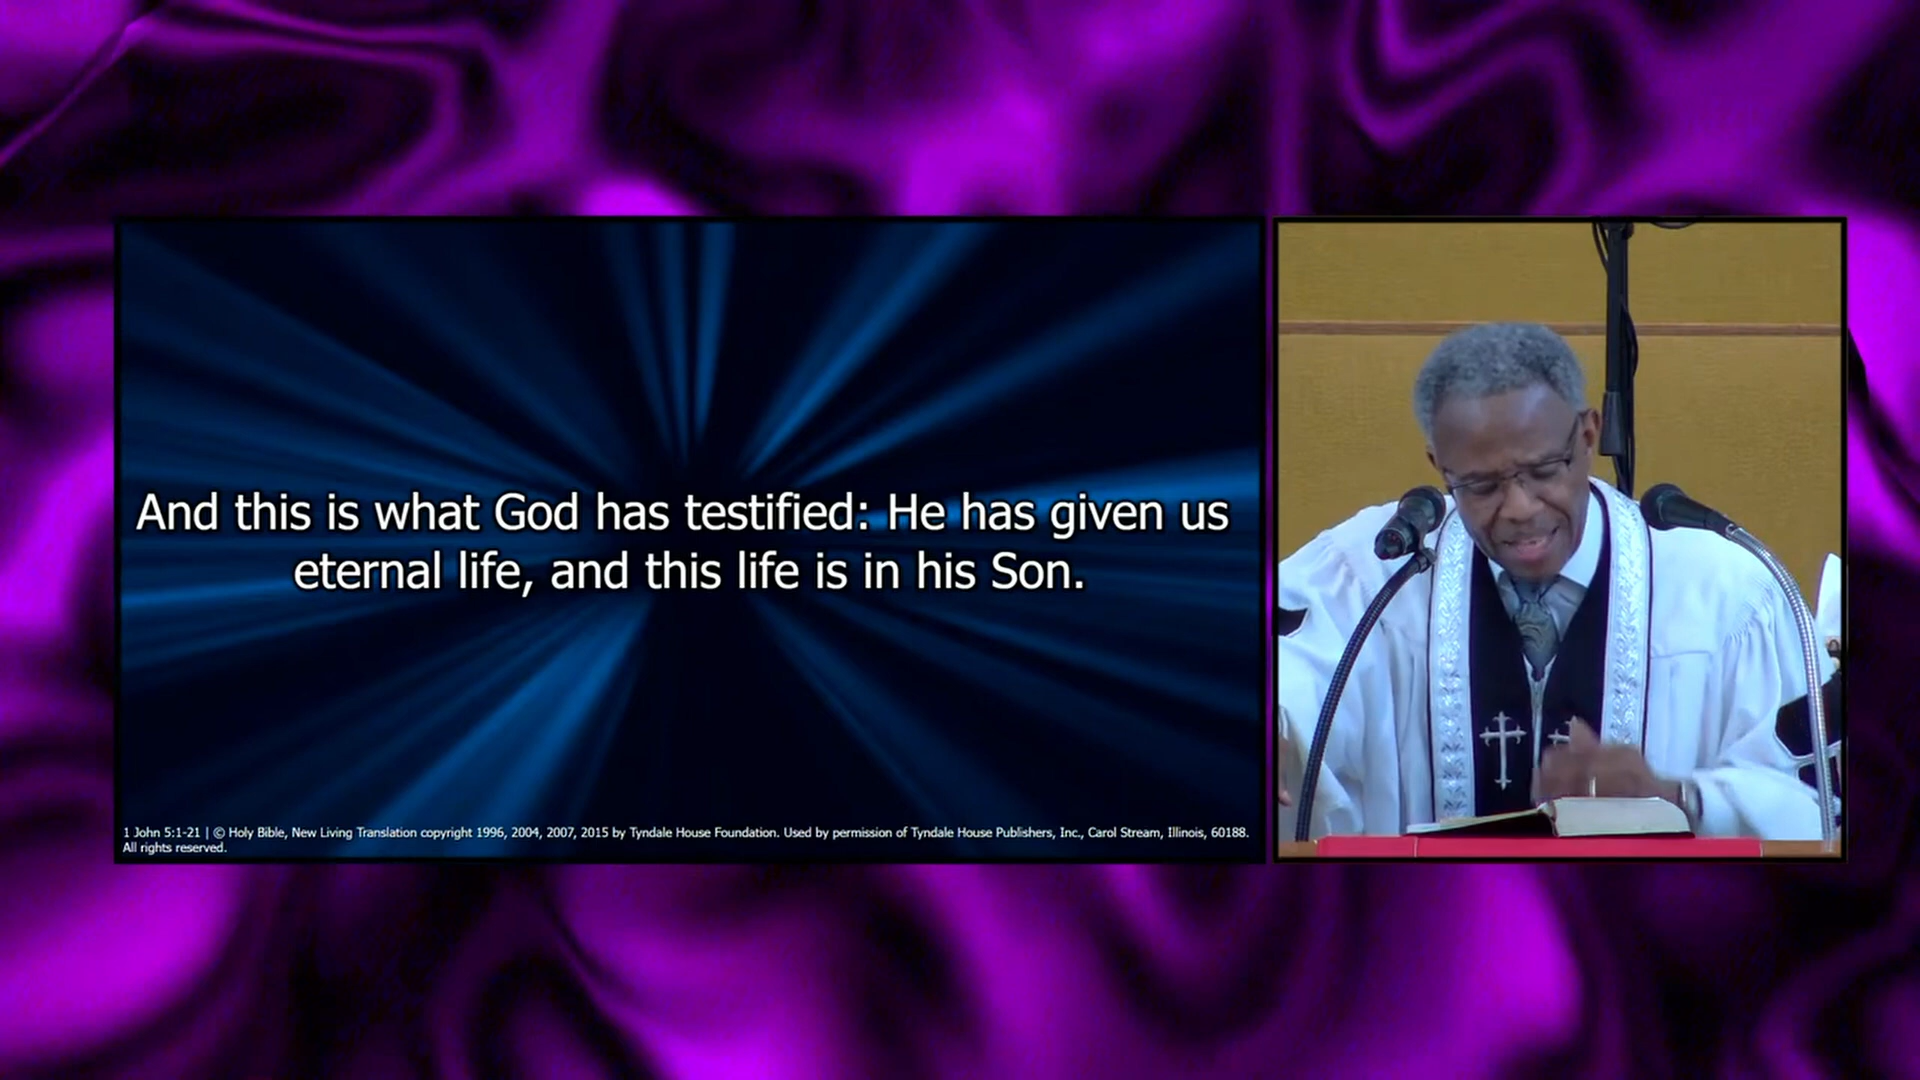 And this is what God has testified: He has given us
eternal life, and this life is in his Son.
1 John 5:1-21 | © Holy Bible, New Living Translation copyright 1996, 2004, 2007, 2015 by Tyndale House Foundation. Used by permission of Tyndale House Publishers, Inc., Carol Stream, Illinois, 60188.
All rights reserved.